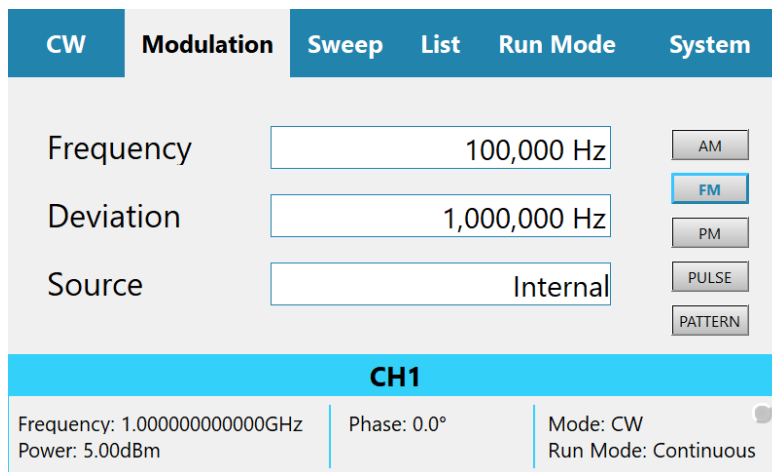 CW Modulation Sweep List Run Mode System
Frequency 100,000 Hz AM
FM
Deviation 1,000,000 Hz
PM
Source Internal PULSE
PATTERN
CH1
Frequency: 1.000000000000GHz Phase: 0.0° Mode: CW
Power: 5.00dBm Run Mode: Continuous